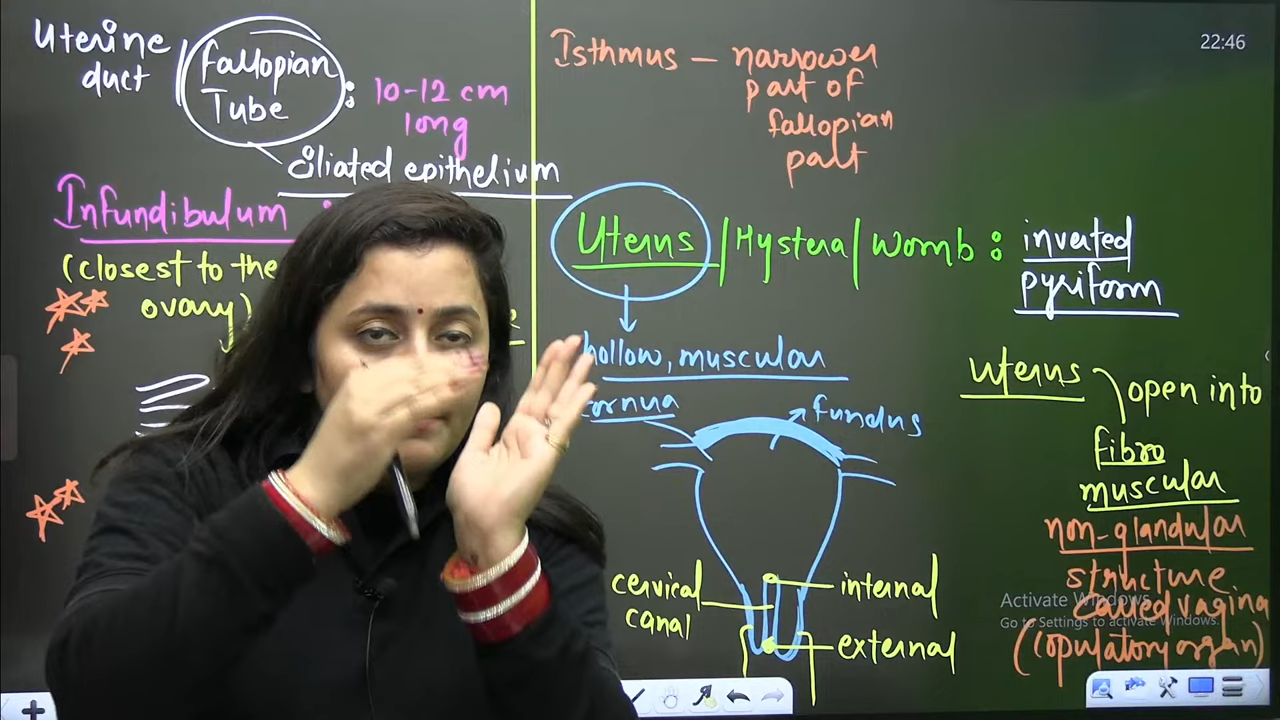 Uterine
duct
Fallopian
Tube
: 10-12 cm
long
Ciliated epithelium
Infundibulum :
(closest to the
ovary)
Isthmus - narrower
part of
fallopian
part
Uterus / Hystera / Womb : inverted
pyriform
hollow, muscular
cornua
fundus
cervical
canal
internal
external
Uterus
open into
fibro
muscular
non-glandular
structure
called vagina
(copulatory organ)
22:46
Activate Windows
Go to Settings to activate Windows.